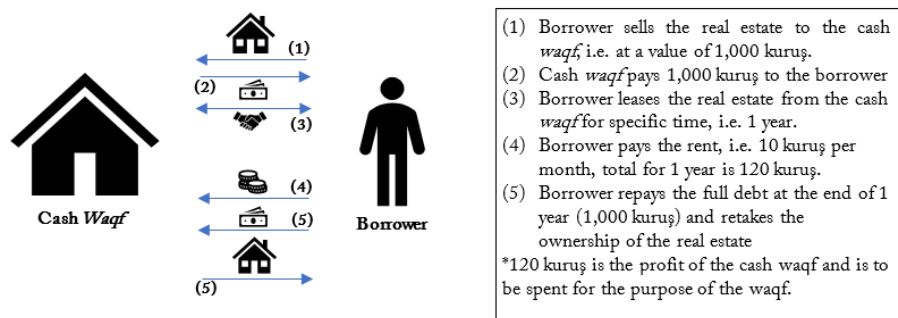 (1)
(2)
(3)
(4)
(5)
(5)
Cash Waqf
Borrower
(1) Borrower sells the real estate to the cash
waqf, i.e. at a value of 1,000 kuruş.
(2) Cash waqf pays 1,000 kuruş to the borrower
(3) Borrower leases the real estate from the cash
waqf for specific time, i.e. 1 year.
(4) Borrower pays the rent, i.e. 10 kuruş per
month, total for 1 year is 120 kuruş.
(5) Borrower repays the full debt at the end of 1
year (1,000 kuruş) and retakes the
ownership of the real estate
*120 kuruş is the profit of the cash waqf and is to
be spent for the purpose of the waqf.